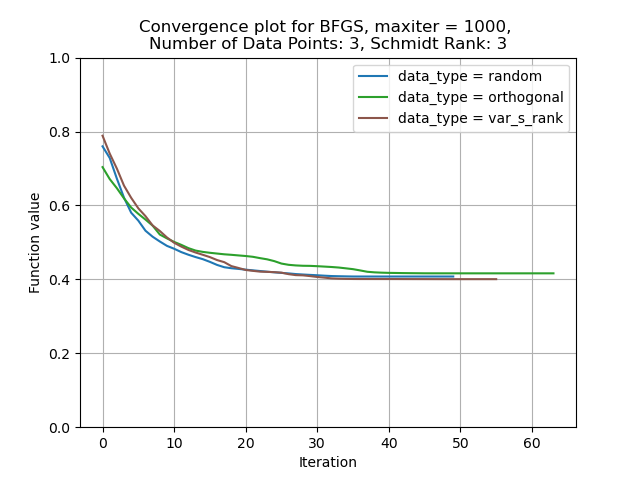 Convergence plot for BFGS, maxiter = 1000,
Number of Data Points: 3, Schmidt Rank: 3
1.0
data_type = random
data_type = orthogonal
data_type = var_s_rank
0.8
0.6
Function value
0.4
0.2
0.0
0 10 20 30 40 50 60
Iteration